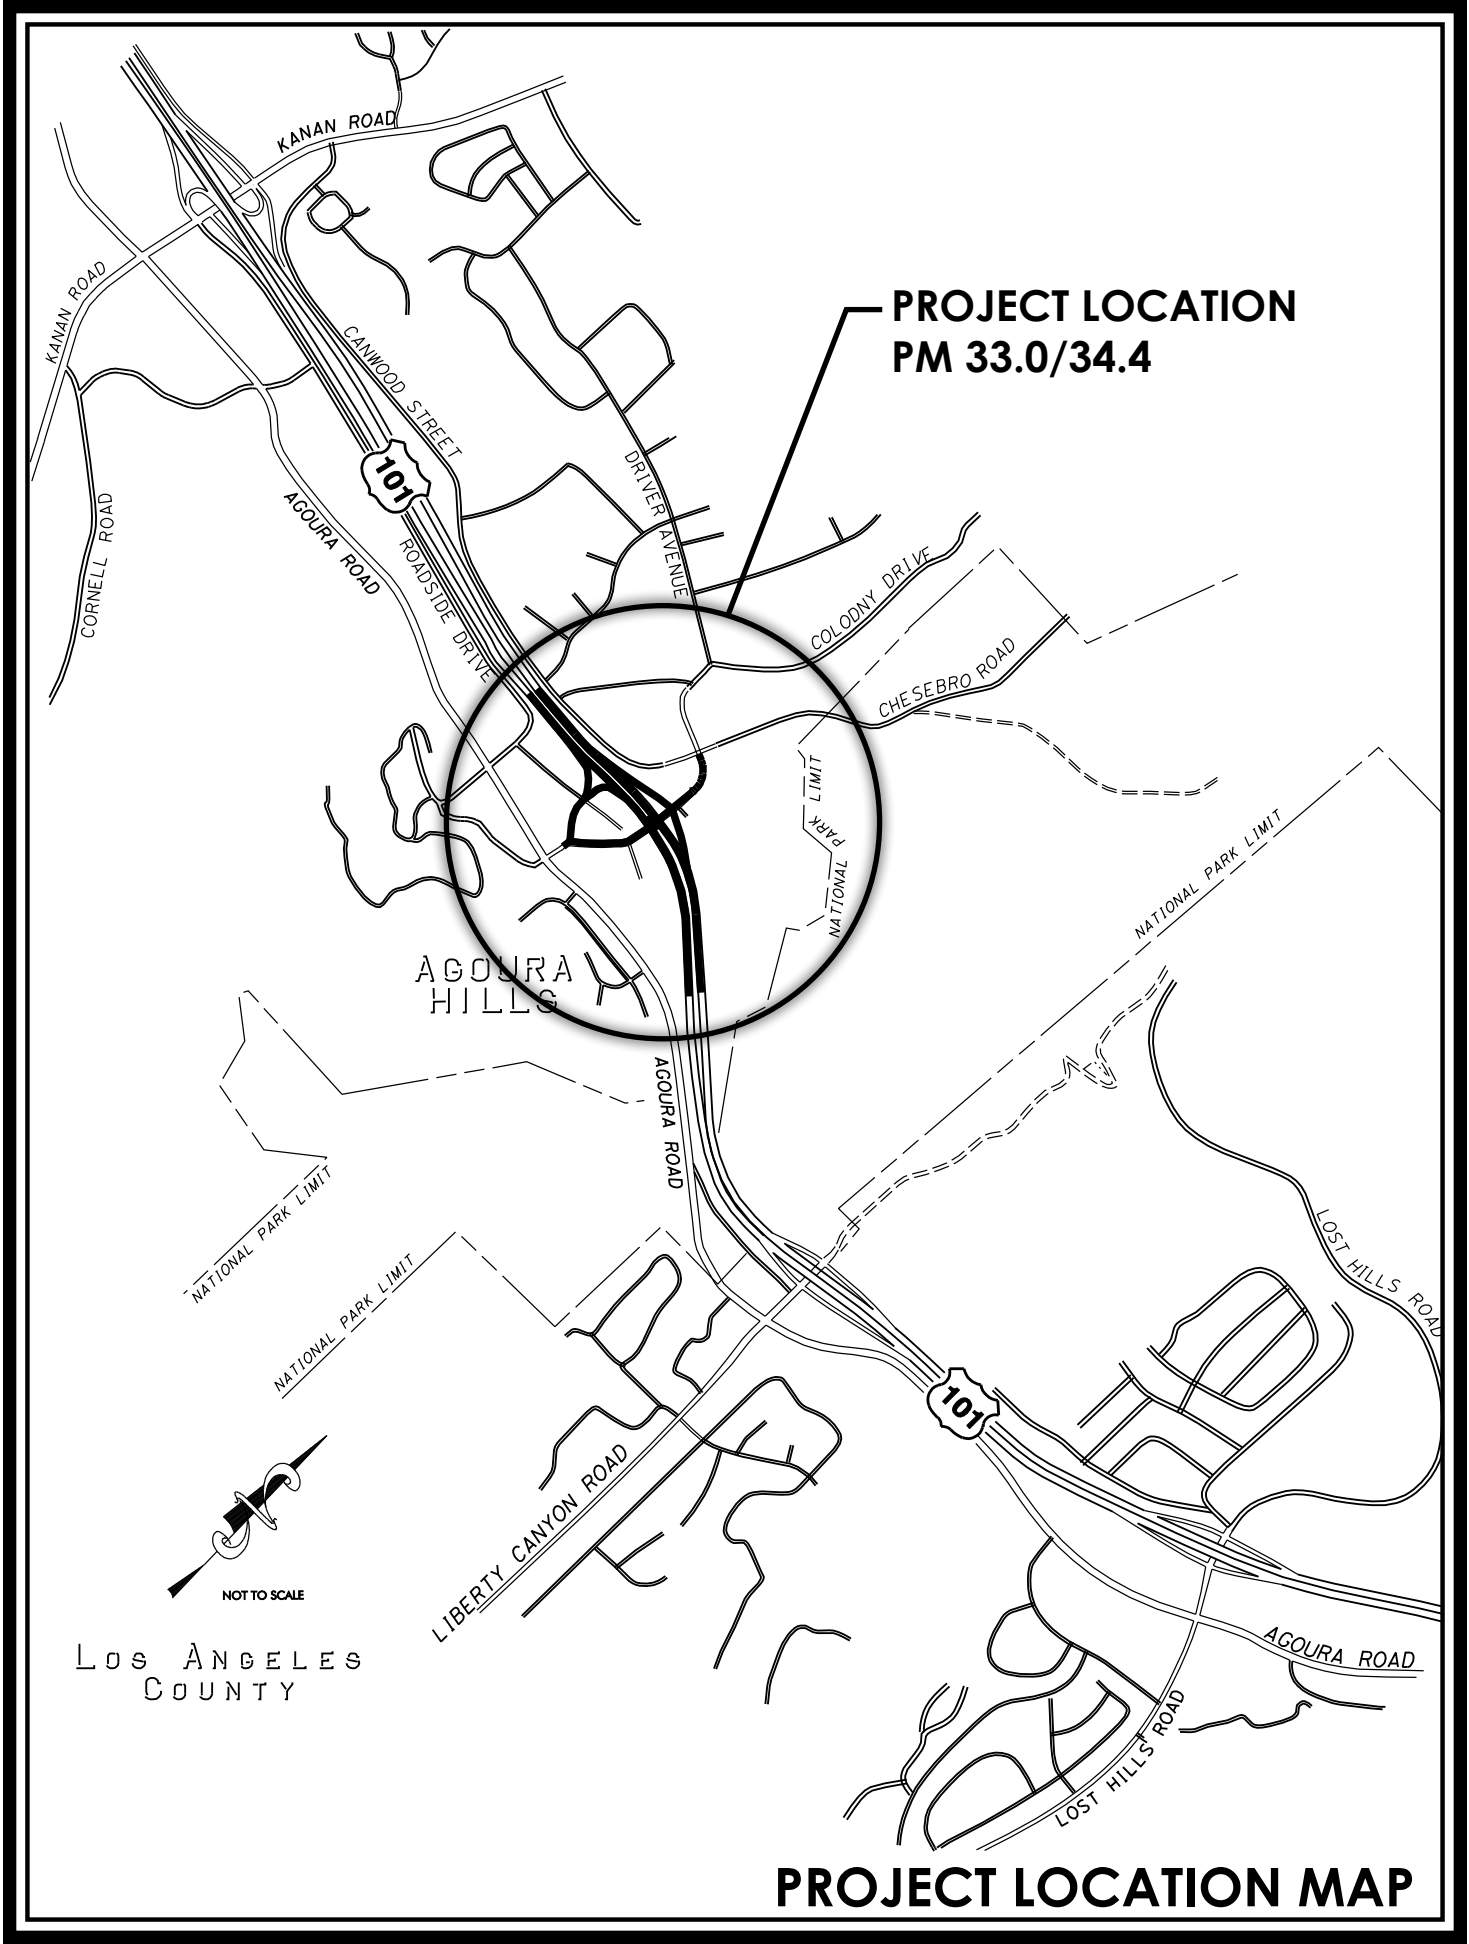 KANAN ROAD
KANAN ROAD
PROJECT LOCATION
PM 33.0/34.4
CANWOOD STREET
101
DRIVER AVENUE
AGOURA ROAD
CORNELL ROAD
ROADSIDE DRIVE
COLODNY DRIVE
CHESEBRO ROAD
NATIONAL PARK LIMIT
NATIONAL PARK LIMIT
AGOURA
HILLS
AGOURA ROAD
NATIONAL PARK LIMIT
NATIONAL PARK LIMIT
LOST HILLS ROAD
101
LIBERTY CANYON ROAD
NOT TO SCALE
LOS ANGELES
COUNTY
AGOURA ROAD
LOST HILLS ROAD
PROJECT LOCATION MAP